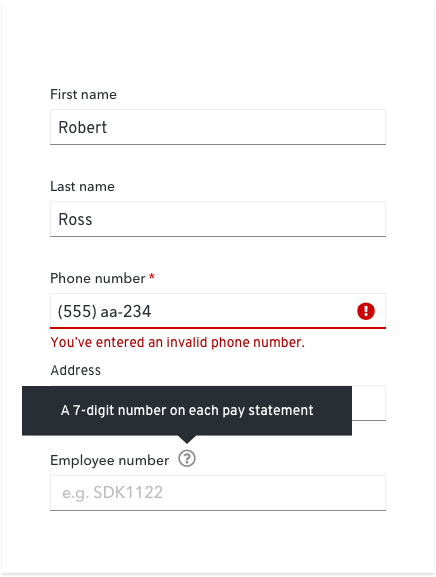 First name
Robert
Last name
Ross
Phone number *
(555) aa-234
You've entered an invalid phone number.
Address
A 7-digit number on each pay statement
Employee number ?
e.g. SDK1122